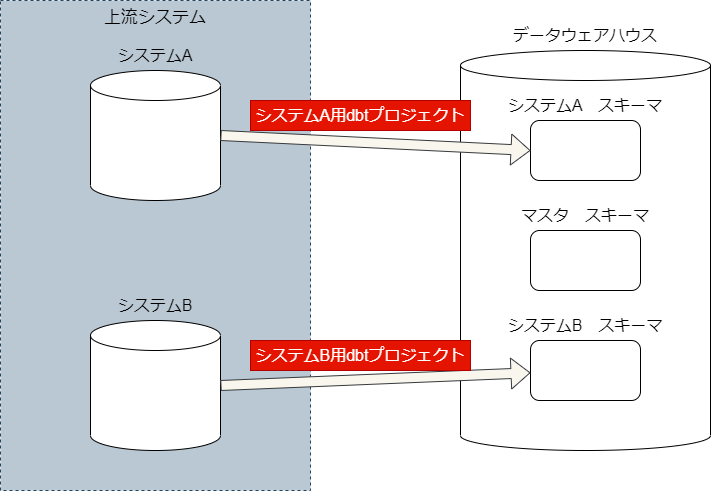 上流システム
データウェアハウス
システムA
システムA　スキーマ
システムA用dbtプロジェクト
マスタ　スキーマ
システムB
システムB　スキーマ
システムB用dbtプロジェクト